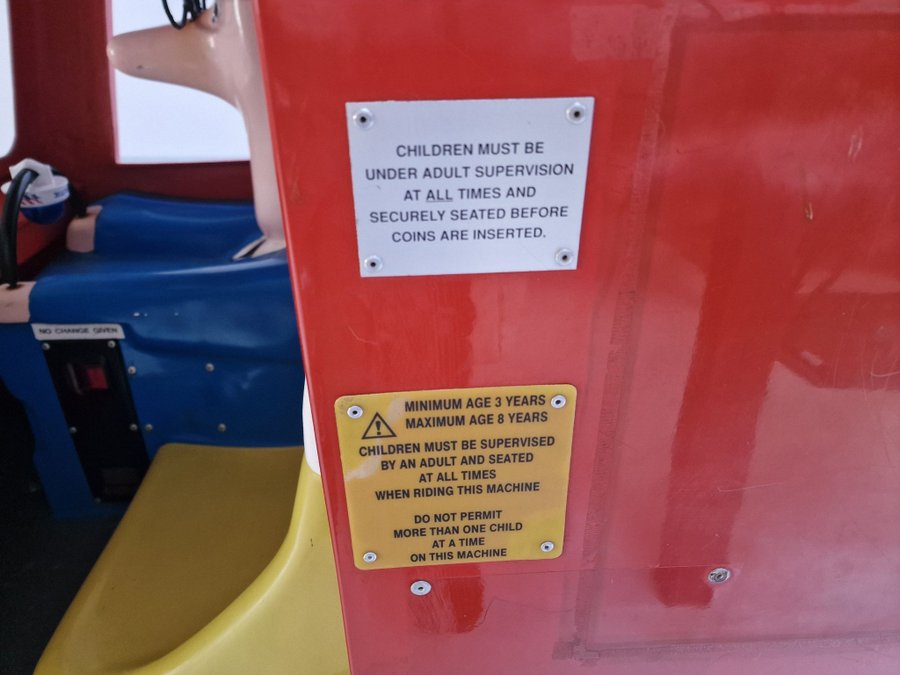 CHILDREN MUST BE
UNDER ADULT SUPERVISION
AT ALL TIMES AND
SECURELY SEATED BEFORE
COINS ARE INSERTED.
NO CHANGE GIVEN
MINIMUM AGE 3 YEARS
MAXIMUM AGE 8 YEARS
CHILDREN MUST BE SUPERVISED
BY AN ADULT AND SEATED
AT ALL TIMES
WHEN RIDING THIS MACHINE
DO NOT PERMIT
MORE THAN ONE CHILD
AT A TIME
ON THIS MACHINE